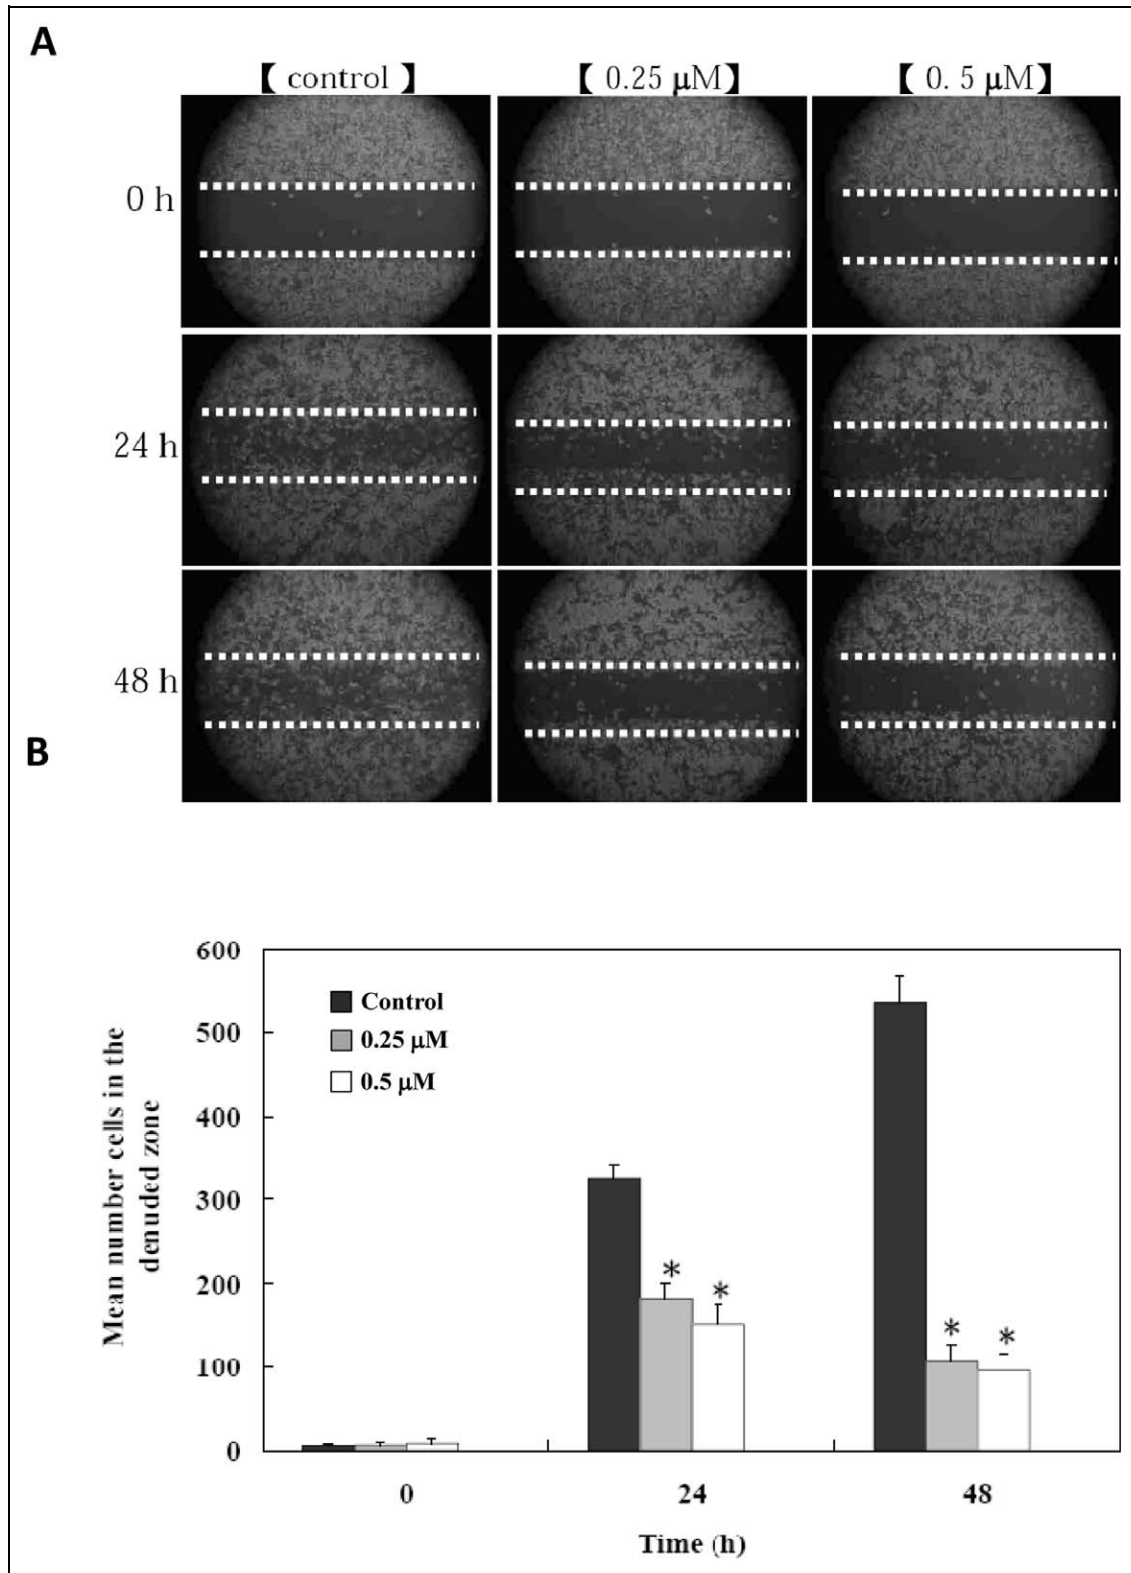 A
【 control 】 【 0.25 μM】 【 0. 5 μM】
0 h
24 h
48 h
B
600
500
400
300
200
100
0
Mean number cells in the
denuded zone
Control
0.25 μM
0.5 μM
* * * *
0 24 48
Time (h)